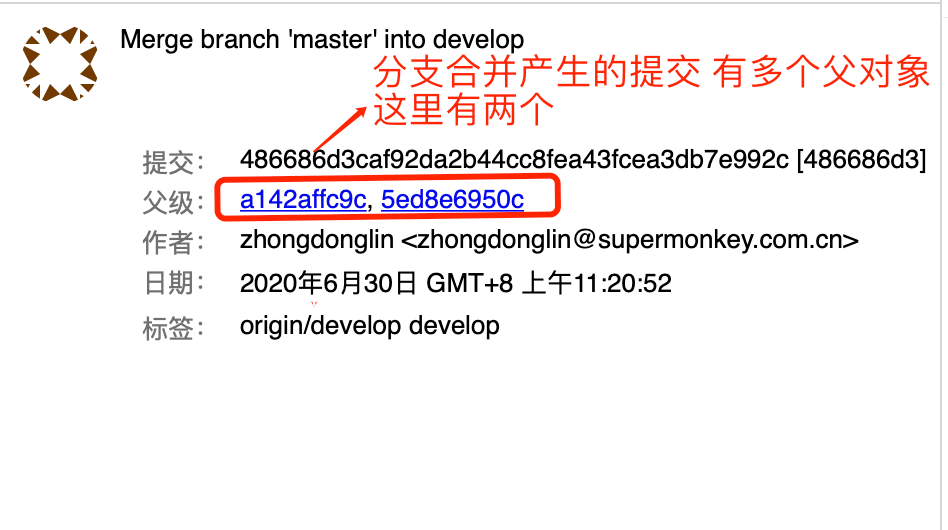 Merge branch 'master' into develop
分支合并产生的提交 有多个父对象
这里有两个
提交： 486686d3caf92da2b44cc8fea43fcea3db7e992c [486686d3]
父级： a142affc9c, 5ed8e6950c
作者： zhongdonglin <zhongdonglin@supermonkey.com.cn>
日期： 2020年6月30日 GMT+8 上午11:20:52
标签： origin/develop develop